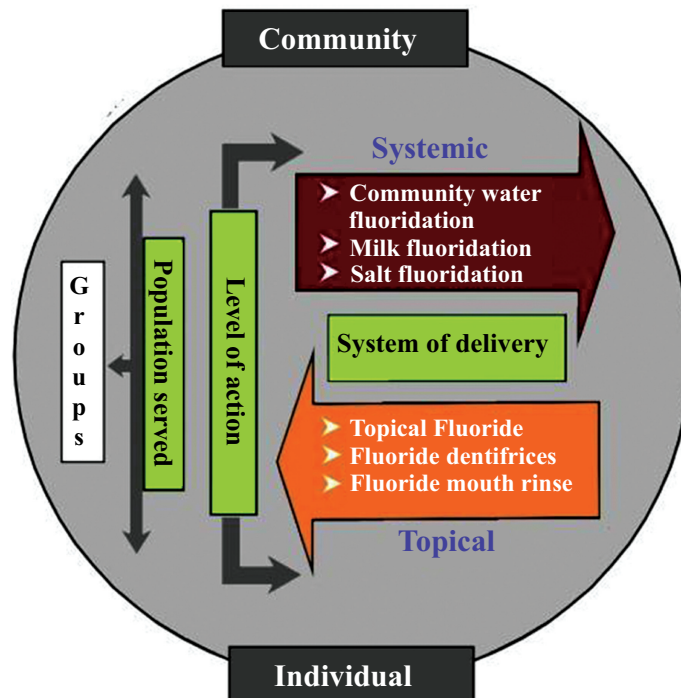 Community
Systemic
Community water
fluoridation
Milk fluoridation
Salt fluoridation
Groups
Population served
Level of action
System of delivery
Topical Fluoride
Fluoride dentifrices
Fluoride mouth rinse
Topical
Individual